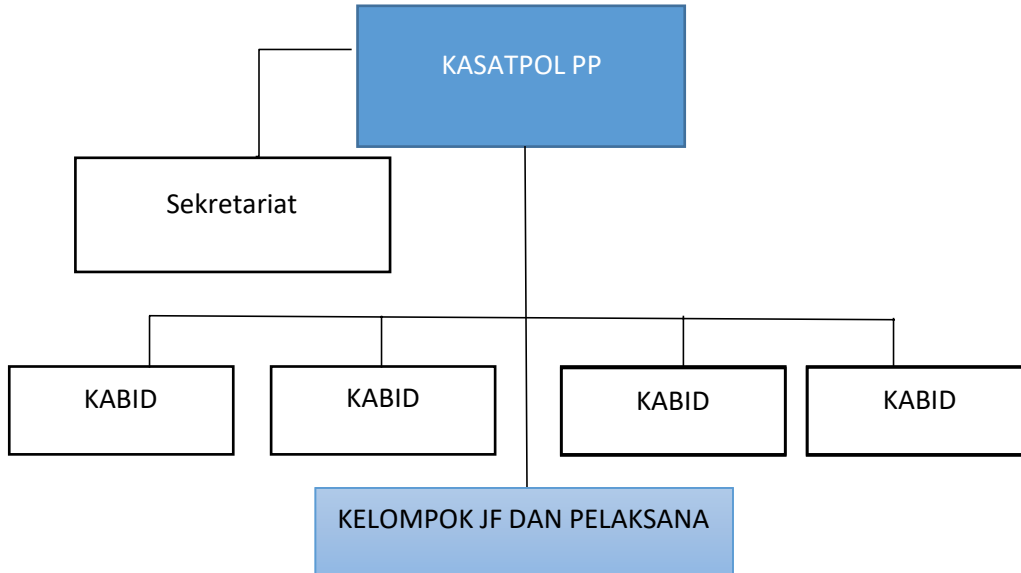 KASATPOL PP
Sekretariat
KABID
KABID
KABID
KABID
KELOMPOK JF DAN PELAKSANA